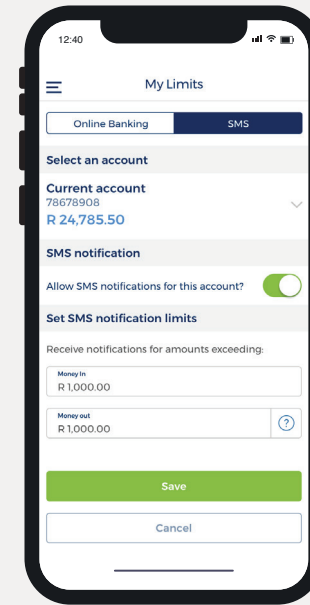 12:40
My Limits
Online Banking
SMS
Select an account
Current account
78678908
R 24,785.50
SMS notification
Allow SMS notifications for this account?
Set SMS notification limits
Receive notifications for amounts exceeding:
Money In
R 1,000.00
Money out
R 1,000.00
?
Save
Cancel